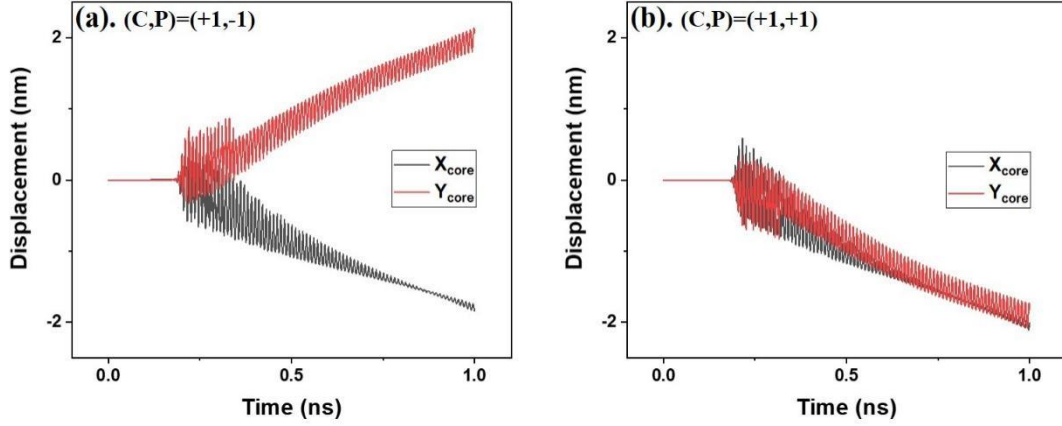 (a). (C,P)=(+1,-1)
Displacement (nm)
2
0
-2
Xcore
Ycore
0.0
0.5
1.0
Time (ns)
(b). (C,P)=(+1,+1)
Displacement (nm)
2
0
-2
Xcore
Ycore
0.0
0.5
1.0
Time (ns)